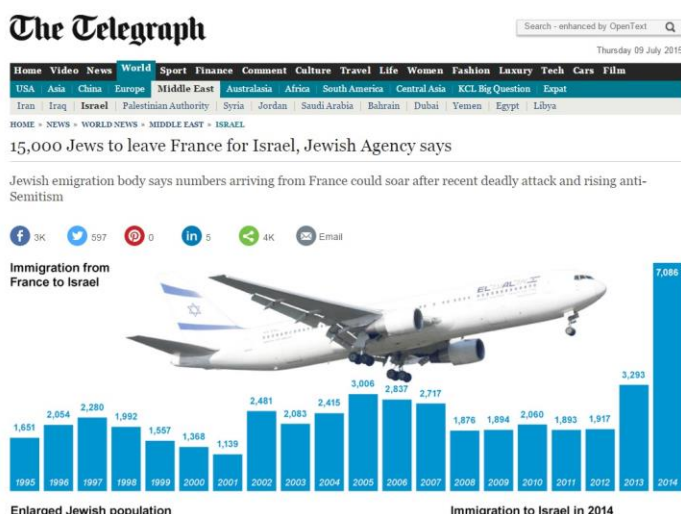 The Telegraph
Search - enhanced by OpenText
Thursday 09 July 2015
Home Video News World Sport Finance Comment Culture Travel Life Women Fashion Luxury Tech Cars Film
USA Asia China Europe Middle East Australasia Africa South America Central Asia KCL Big Question Expat
Iran Iraq Israel Palestinian Authority Syria Jordan Saudi Arabia Bahrain Dubai Yemen Egypt Libya
HOME » NEWS » WORLD NEWS » MIDDLE EAST » ISRAEL
15,000 Jews to leave France for Israel, Jewish Agency says
Jewish emigration body says numbers arriving from France could soar after recent deadly attack and rising anti-
Semitism
3K 597 0 in 5 4K Email
Immigration from
France to Israel
EL AL
7,086
3,293
3,006
2,837
2,717
2,481
2,415
2,280
2,083
2,054
2,060
1,992
1,876
1,894
1,893
1,917
1,651
1,557
1,368
1,139
1995 1996 1997 1998 1999 2000 2001 2002 2003 2004 2005 2006 2007 2008 2009 2010 2011 2012 2013 2014
Enlarged Jewish population
Immigration to Israel in 2014